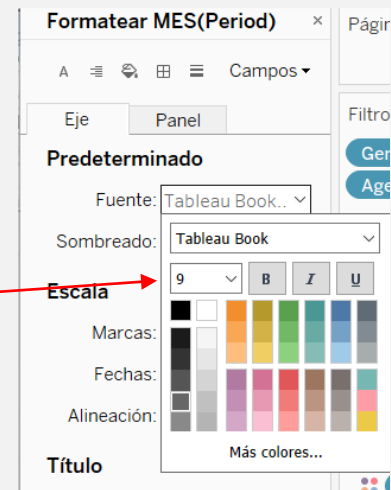 Formatear MES(Period) ×
Págin
A Campos
Eje Panel
Filtro
Predeterminado
Ger
Fuente: Tableau Book..
Age
Sombreado: Tableau Book
9 B I U
Escala
Marcas:
Fechas:
Alineación:
Más colores...
Título